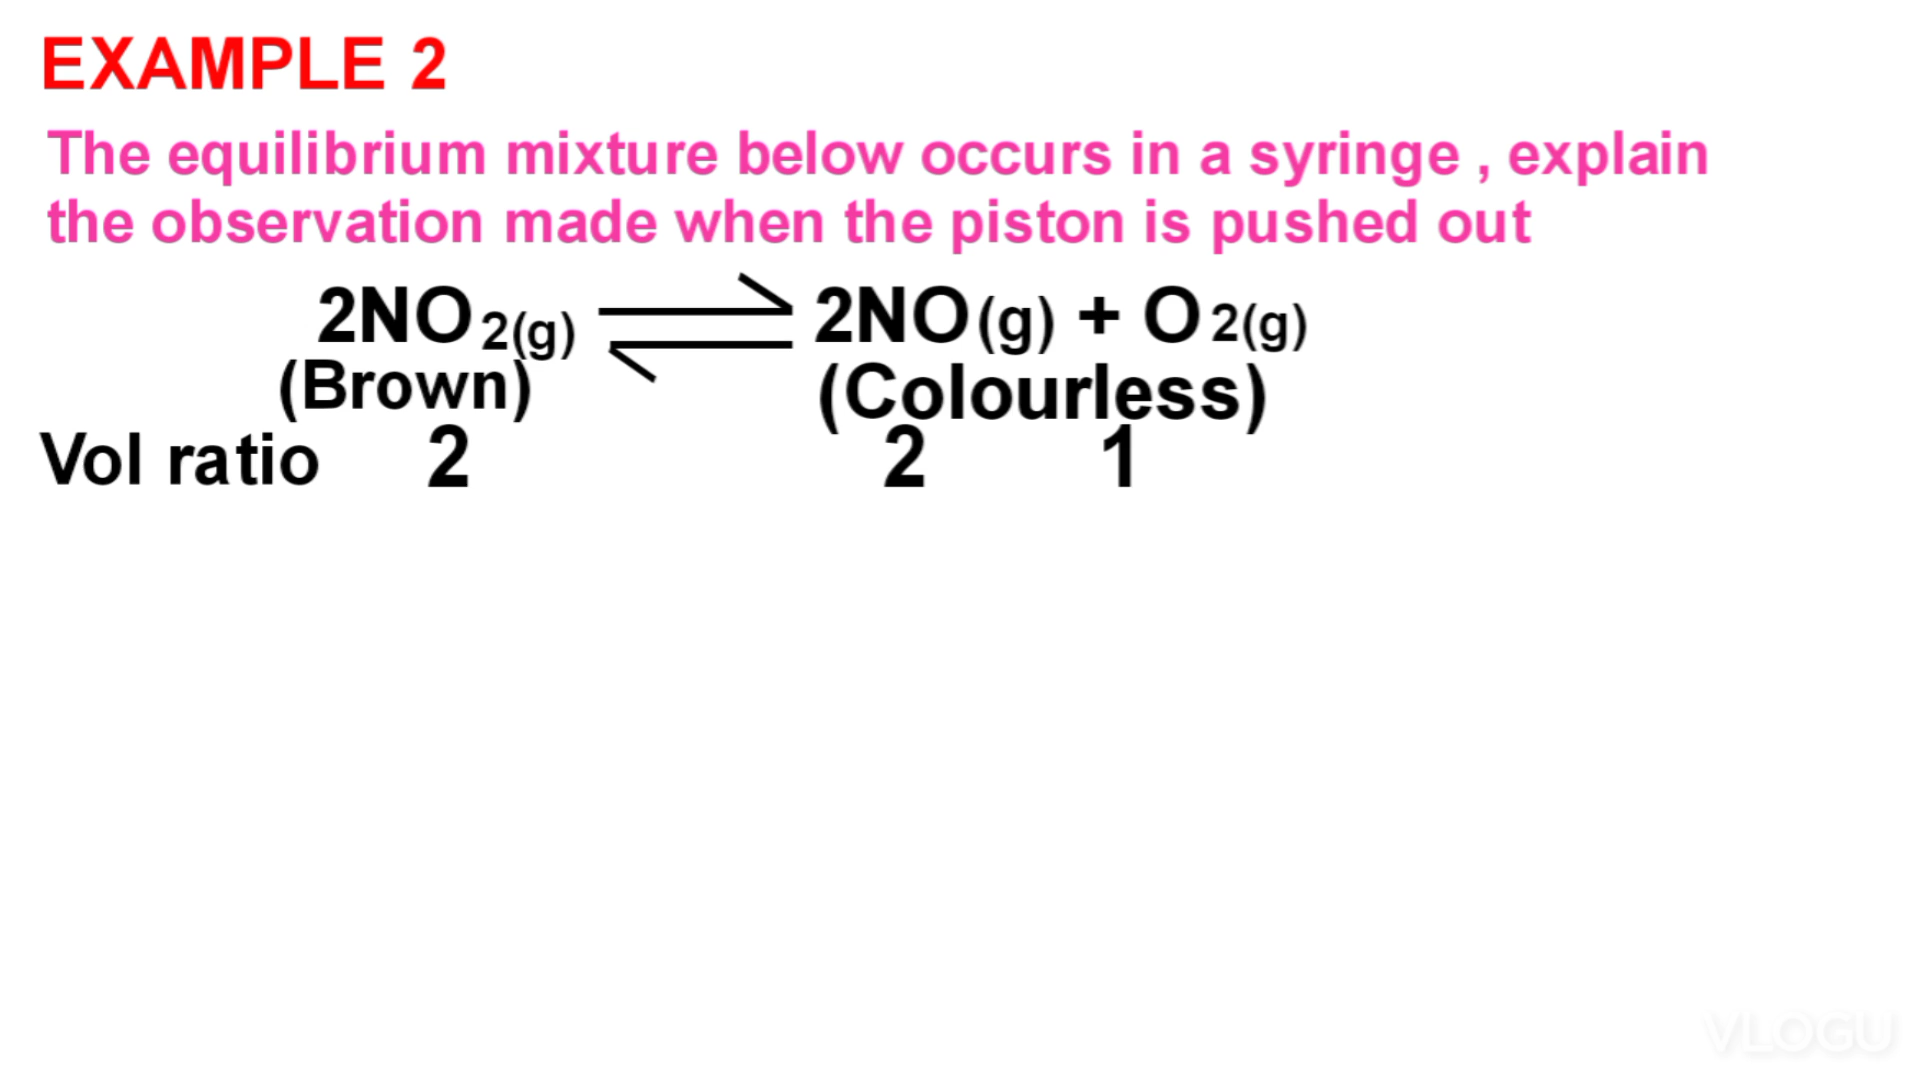 EXAMPLE 2
The equilibrium mixture below occurs in a syringe , explain
the observation made when the piston is pushed out
2NO2(g) ⇌ 2NO(g) + O2(g)
(Brown) (Colourless)
Vol ratio 2 2 1
VLOGU